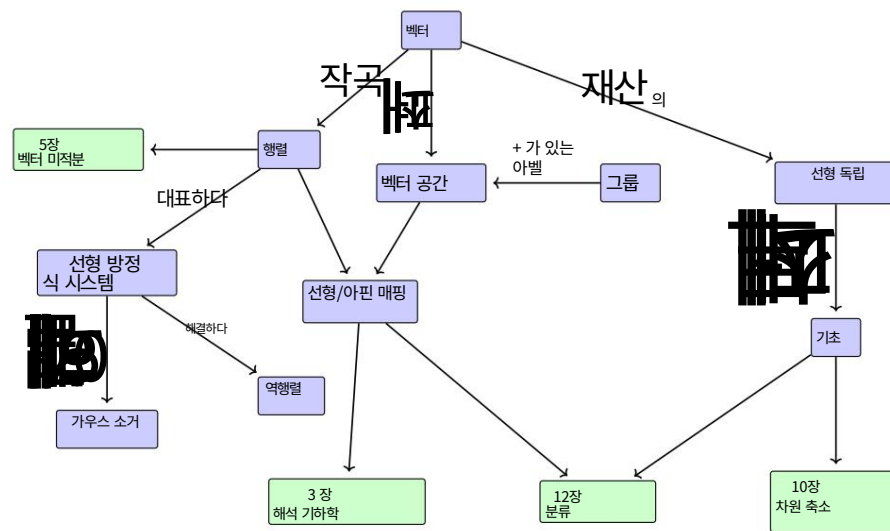 벡터
작곡
재산 의
5장
벡터 미적분
행렬
+ 가 있는
아벨
벡터 공간
그룹
선형 독립
대표하다
선형 방정
식 시스템
선형/아핀 매핑
해결하다
기초
역행렬
가우스 소거
3 장
해석 기하학
12장
분류
10장
차원 축소